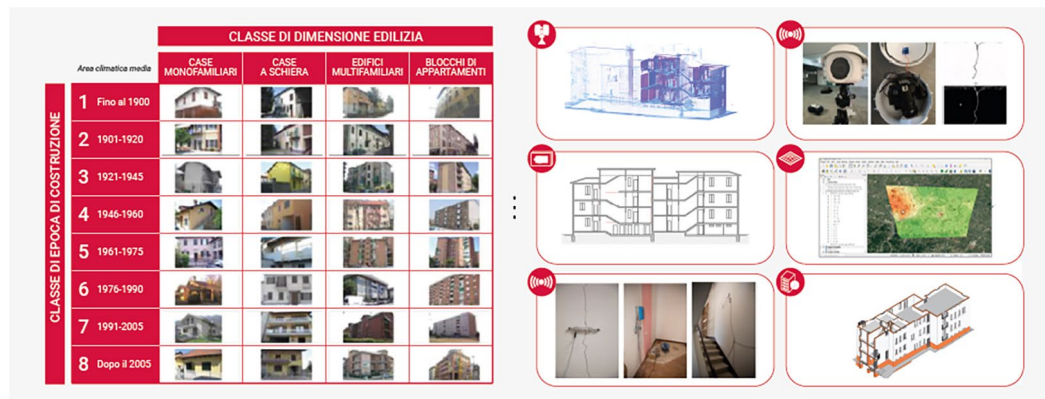 CLASSE DI DIMENSIONE EDILIZIA
Area climatica media
CASE MONOFAMILIARI
CASE A SCHIERA
EDIFICI MULTIFAMILIARI
BLOCCHI DI APPARTAMENTI
CLASSE DI EPOCA DI COSTRUZIONE
1 Fino al 1900
2 1901-1920
3 1921-1945
4 1946-1960
5 1961-1975
6 1976-1990
7 1991-2005
8 Dopo il 2005